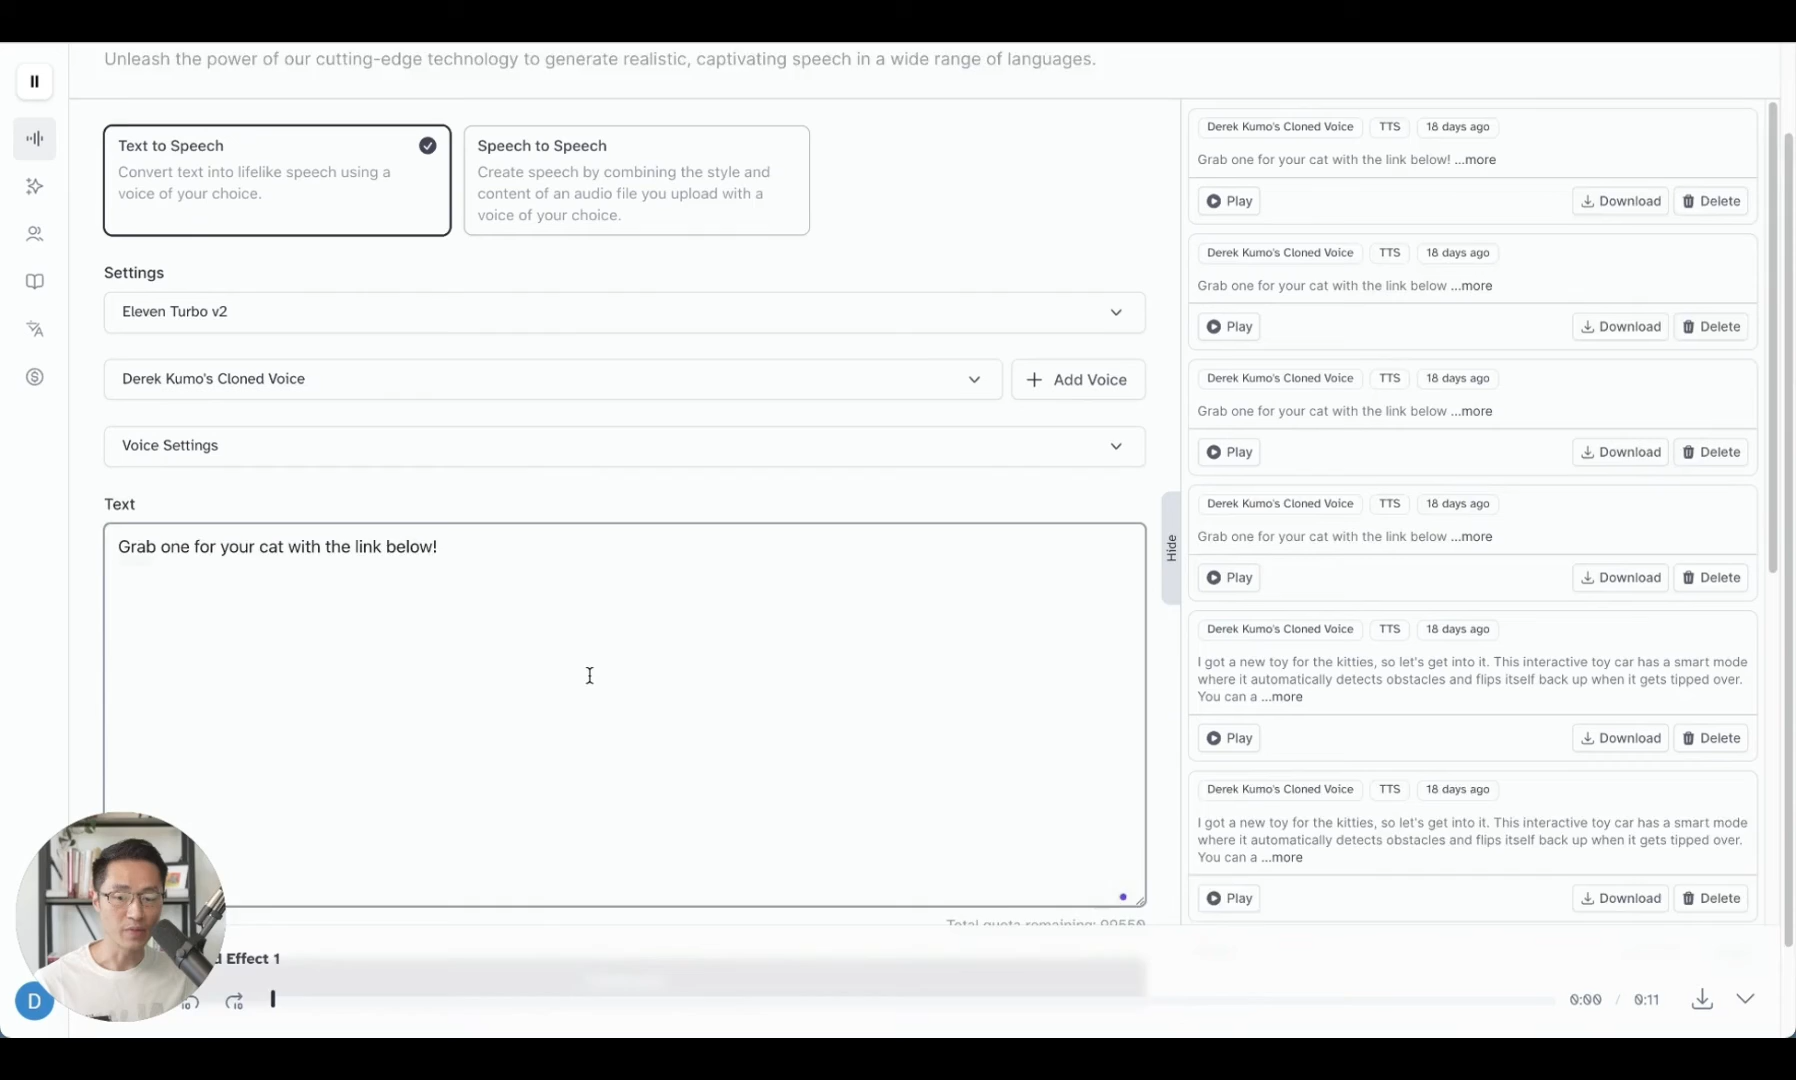 Unleash the power of our cutting-edge technology to generate realistic, captivating speech in a wide range of languages.
Text to Speech
Convert text into lifelike speech using a
voice of your choice.
Speech to Speech
Create speech by combining the style and
content of an audio file you upload with a
voice of your choice.
Settings
Eleven Turbo v2
Derek Kumo's Cloned Voice
Add Voice
Voice Settings
Text
Grab one for your cat with the link below!
Total quota remaining: 99550
Hide
Derek Kumo's Cloned Voice TTS 18 days ago
Grab one for your cat with the link below! ...more
Play Download Delete
Derek Kumo's Cloned Voice TTS 18 days ago
Grab one for your cat with the link below ...more
Play Download Delete
Derek Kumo's Cloned Voice TTS 18 days ago
Grab one for your cat with the link below ...more
Play Download Delete
Derek Kumo's Cloned Voice TTS 18 days ago
Grab one for your cat with the link below ...more
Play Download Delete
Derek Kumo's Cloned Voice TTS 18 days ago
I got a new toy for the kitties, so let's get into it. This interactive toy car has a smart mode
where it automatically detects obstacles and flips itself back up when it gets tipped over.
You can a ...more
Play Download Delete
Derek Kumo's Cloned Voice TTS 18 days ago
I got a new toy for the kitties, so let's get into it. This interactive toy car has a smart mode
where it automatically detects obstacles and flips itself back up when it gets tipped over.
You can a ...more
Play Download Delete
d Effect 1
D
10
10
0:00 / 0:11